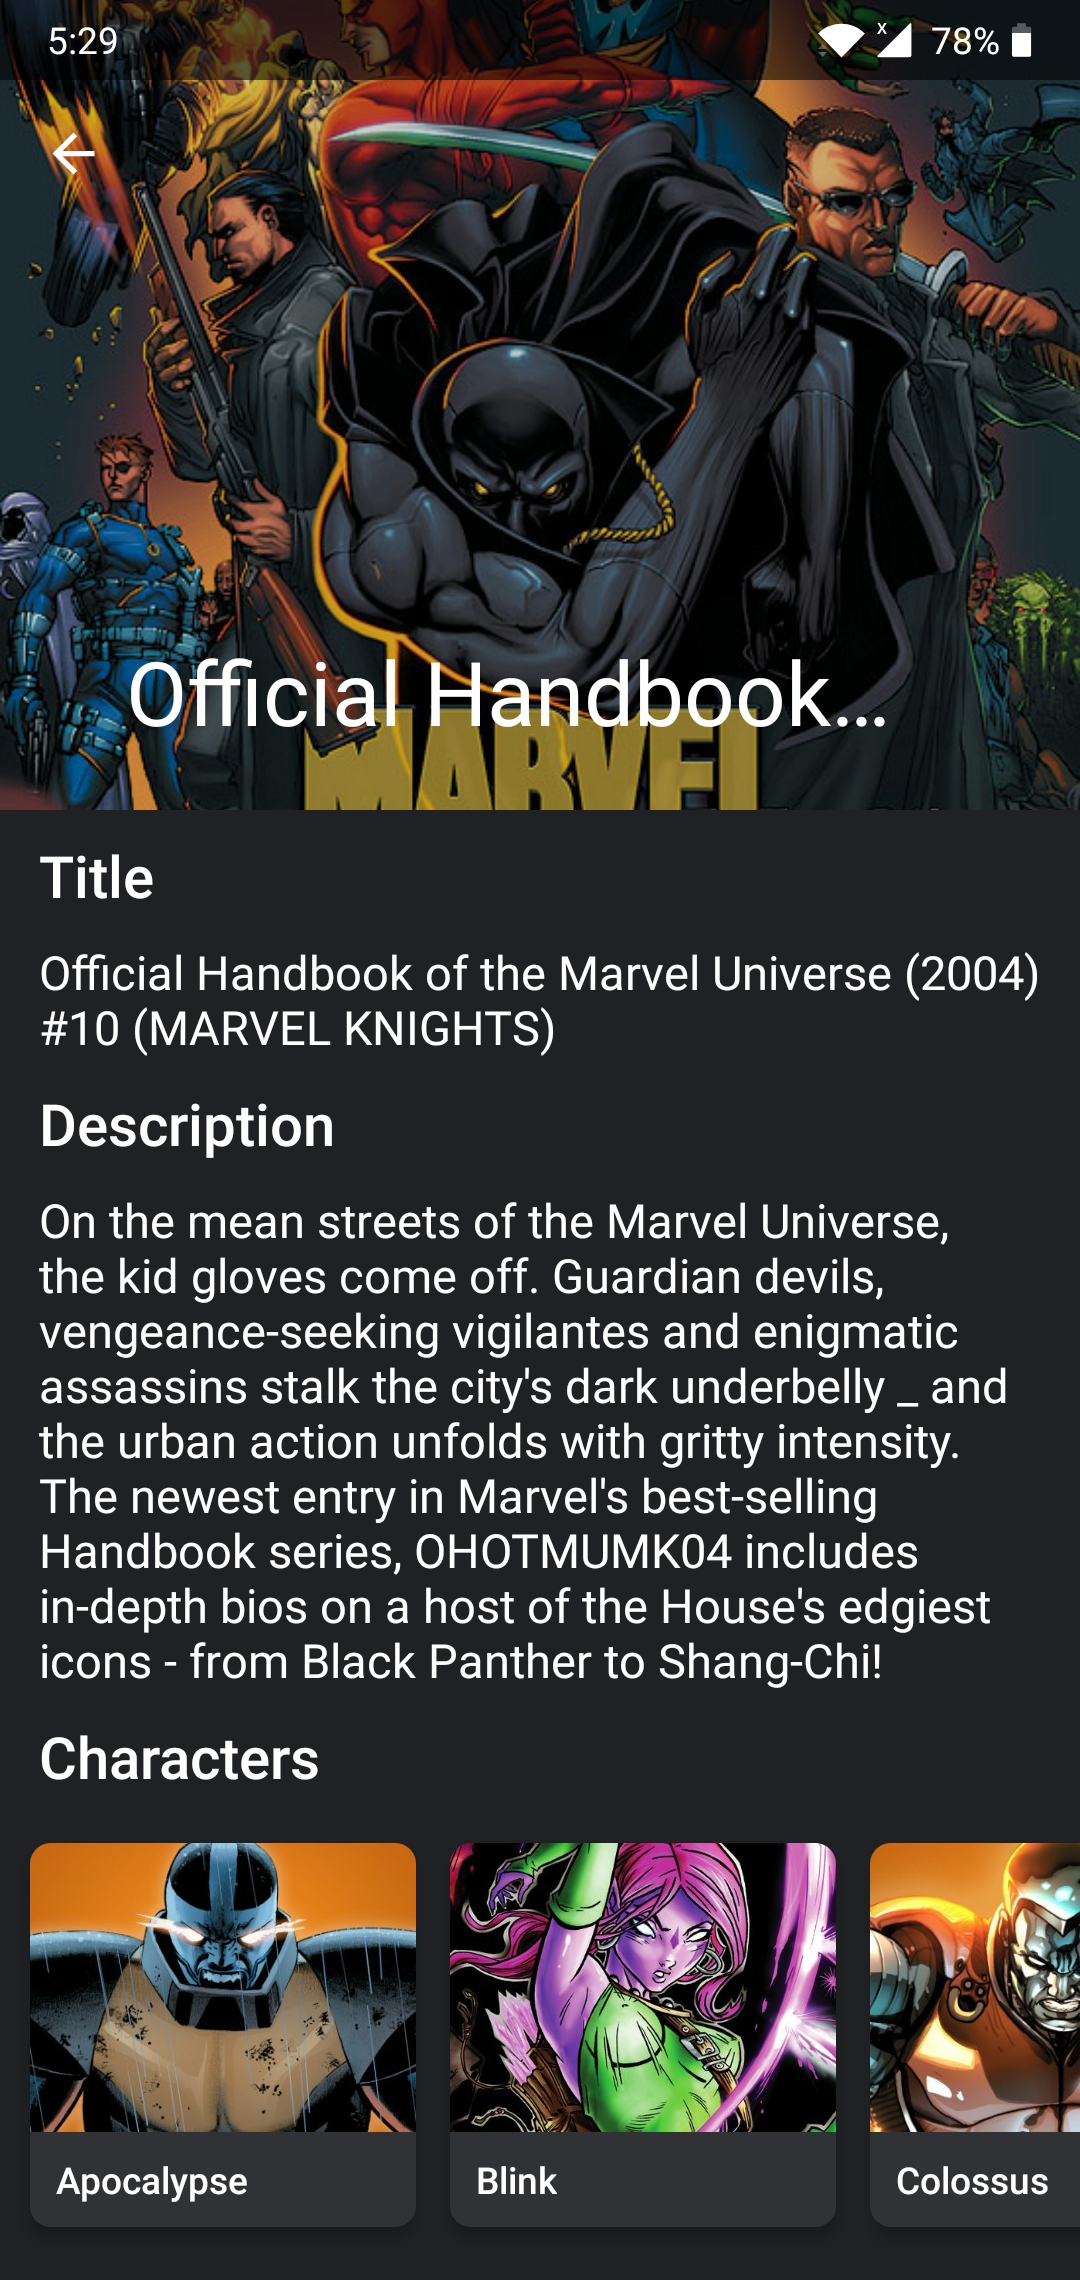 5:29
x
78%
Official Handbook...
MARVEL
Title
Official Handbook of the Marvel Universe (2004)
#10 (MARVEL KNIGHTS)
Description
On the mean streets of the Marvel Universe,
the kid gloves come off. Guardian devils,
vengeance-seeking vigilantes and enigmatic
assassins stalk the city's dark underbelly _ and
the urban action unfolds with gritty intensity.
The newest entry in Marvel's best-selling
Handbook series, OHOTMUMK04 includes
in-depth bios on a host of the House's edgiest
icons - from Black Panther to Shang-Chi!
Characters
Apocalypse
Blink
Colossus